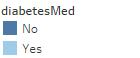 diabetesMed
No
Yes